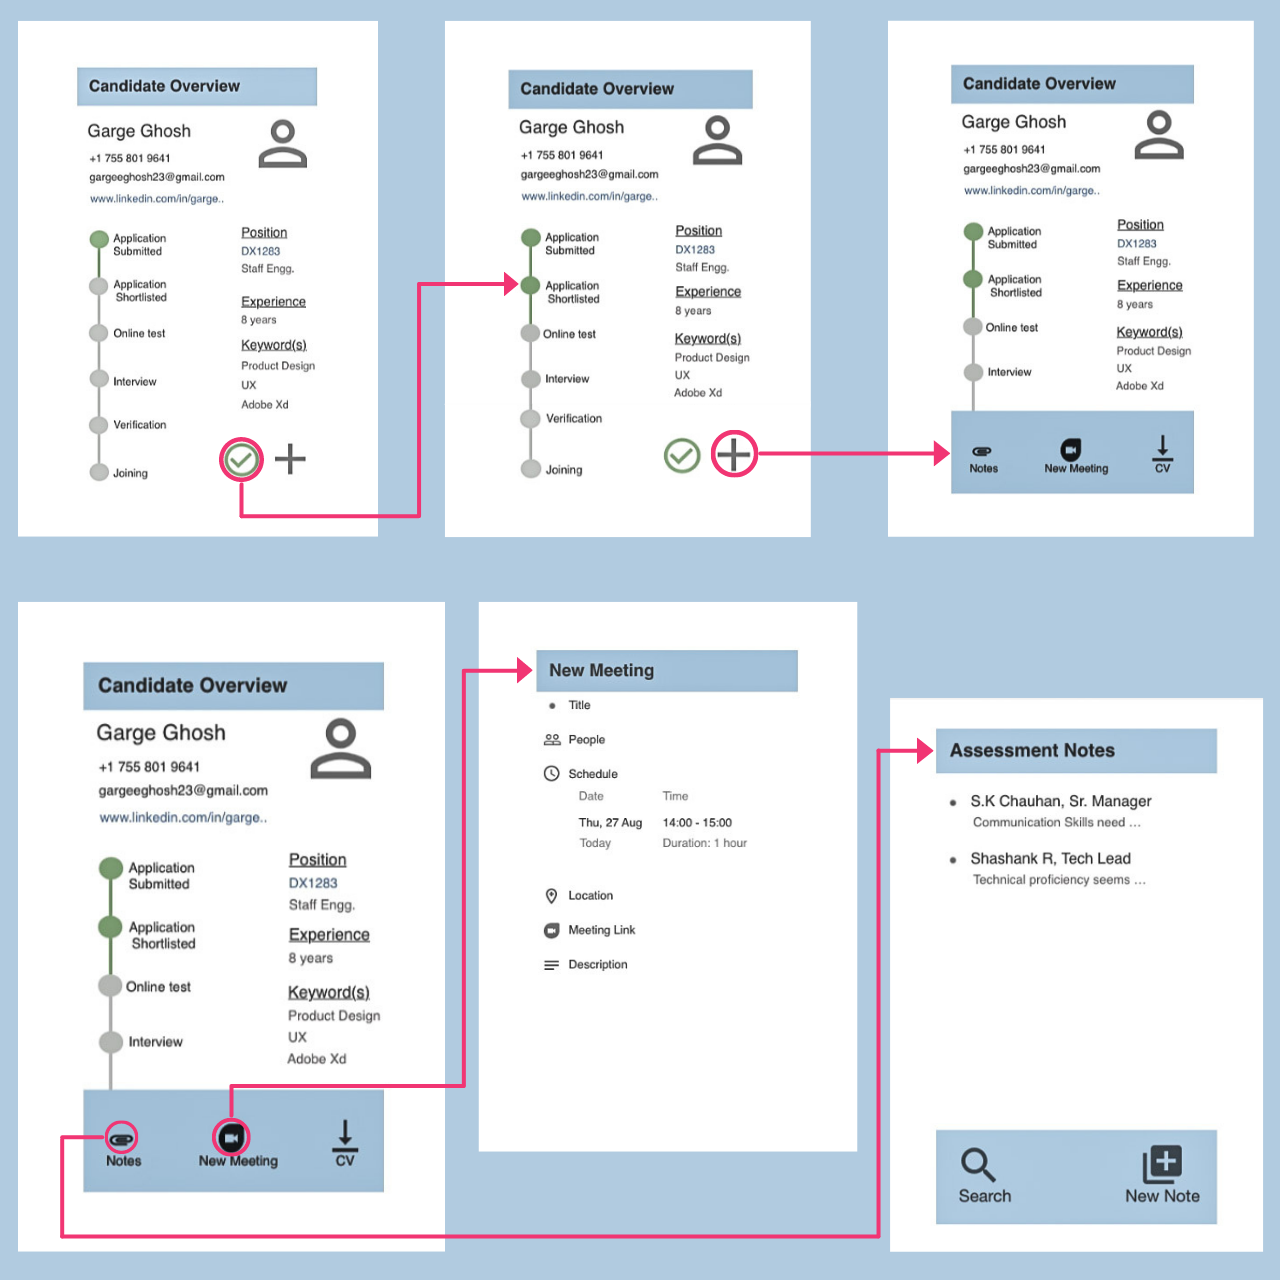 Candidate Overview
Garge Ghosh
+1 755 801 9641
gargeeghosh23@gmail.com
www.linkedin.com/in/garge..
Application
Submitted
Application
Shortlisted
Online test
Interview
Verification
Joining
Position
DX1283
Staff Engg.
Experience
8 years
Keyword(s)
Product Design
UX
Adobe Xd
Candidate Overview
Garge Ghosh
+1 755 801 9641
gargeeghosh23@gmail.com
www.linkedin.com/in/garge..
Application
Submitted
Application
Shortlisted
Online test
Interview
Verification
Joining
Position
DX1283
Staff Engg.
Experience
8 years
Keyword(s)
Product Design
UX
Adobe Xd
Candidate Overview
Garge Ghosh
+1 755 801 9641
gargeeghosh23@gmail.com
www.linkedin.com/in/garge..
Application
Submitted
Application
Shortlisted
Online test
Interview
Position
DX1283
Staff Engg.
Experience
8 years
Keyword(s)
Product Design
UX
Adobe Xd
Notes
New Meeting
CV
Candidate Overview
Garge Ghosh
+1 755 801 9641
gargeeghosh23@gmail.com
www.linkedin.com/in/garge..
Application
Submitted
Application
Shortlisted
Online test
Interview
Position
DX1283
Staff Engg.
Experience
8 years
Keyword(s)
Product Design
UX
Adobe Xd
Notes
New Meeting
CV
New Meeting
Title
People
Schedule
Date Time
Thu, 27 Aug 14:00 - 15:00
Today Duration: 1 hour
Location
Meeting Link
Description
Assessment Notes
S.K Chauhan, Sr. Manager
Communication Skills need ...
Shashank R, Tech Lead
Technical proficiency seems ...
Search
New Note